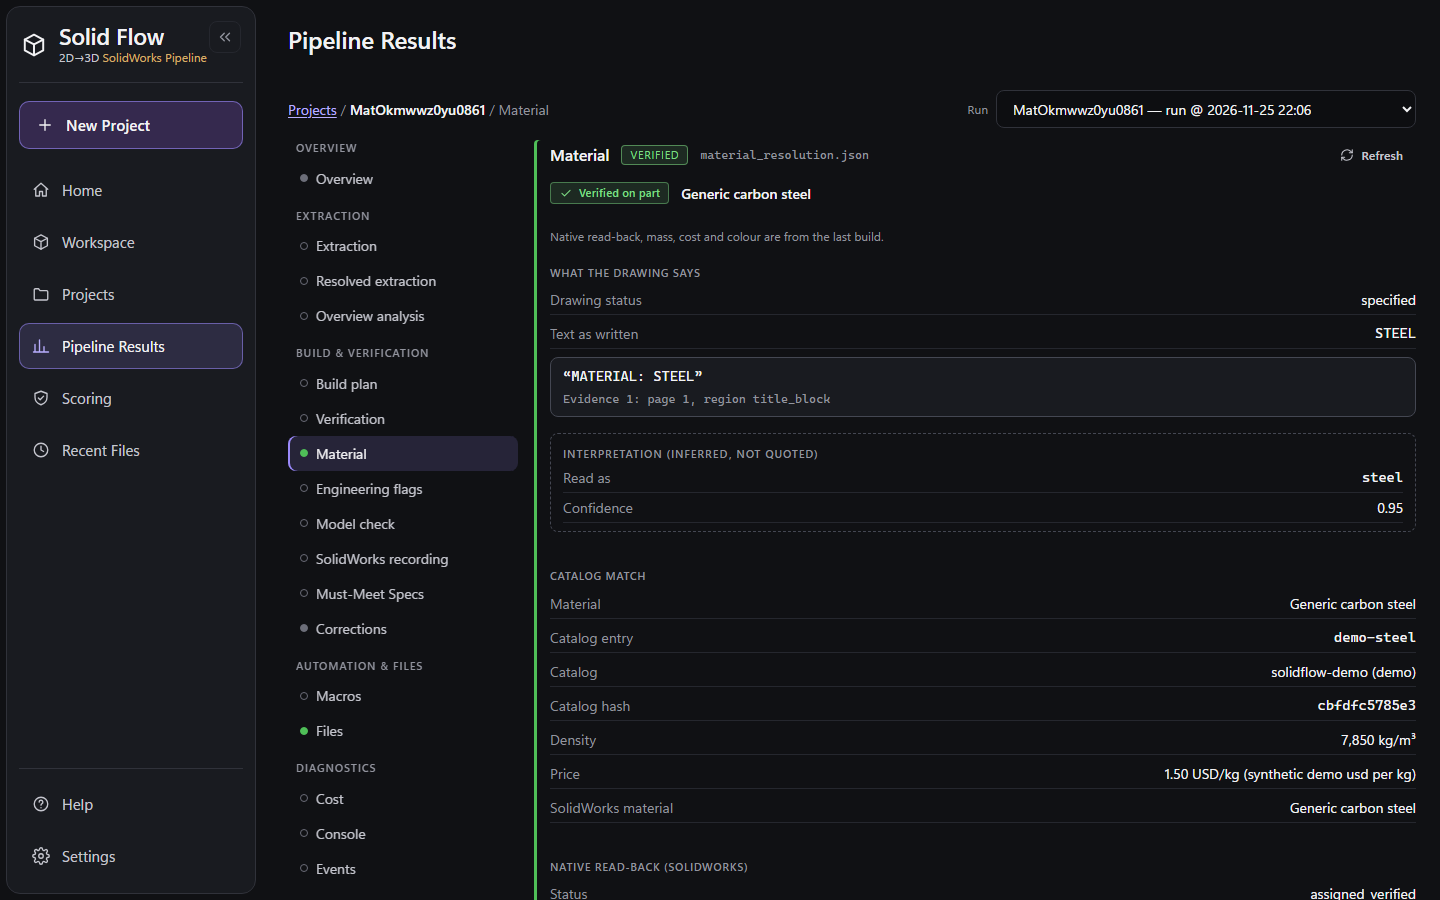 Solid Flow
2D→3D SolidWorks Pipeline
New Project
Home
Workspace
Projects
Pipeline Results
Scoring
Recent Files
Help
Settings
Pipeline Results
Projects / MatOkmwwz0yu0861 / Material
Run
MatOkmwwz0yu0861 — run @ 2026-11-25 22:06
OVERVIEW
Overview
EXTRACTION
Extraction
Resolved extraction
Overview analysis
BUILD & VERIFICATION
Build plan
Verification
Material
Engineering flags
Model check
SolidWorks recording
Must-Meet Specs
Corrections
AUTOMATION & FILES
Macros
Files
DIAGNOSTICS
Cost
Console
Events
Material VERIFIED material_resolution.json
Refresh
Verified on part Generic carbon steel
Native read-back, mass, cost and colour are from the last build.
WHAT THE DRAWING SAYS
Drawing status specified
Text as written STEEL
“MATERIAL: STEEL”
Evidence 1: page 1, region title_block
INTERPRETATION (INFERRED, NOT QUOTED)
Read as steel
Confidence 0.95
CATALOG MATCH
Material Generic carbon steel
Catalog entry demo-steel
Catalog solidflow-demo (demo)
Catalog hash cbfdfc5785e3
Density 7,850 kg/m³
Price 1.50 USD/kg (synthetic demo usd per kg)
SolidWorks material Generic carbon steel
NATIVE READ-BACK (SOLIDWORKS)
Status assigned_verified